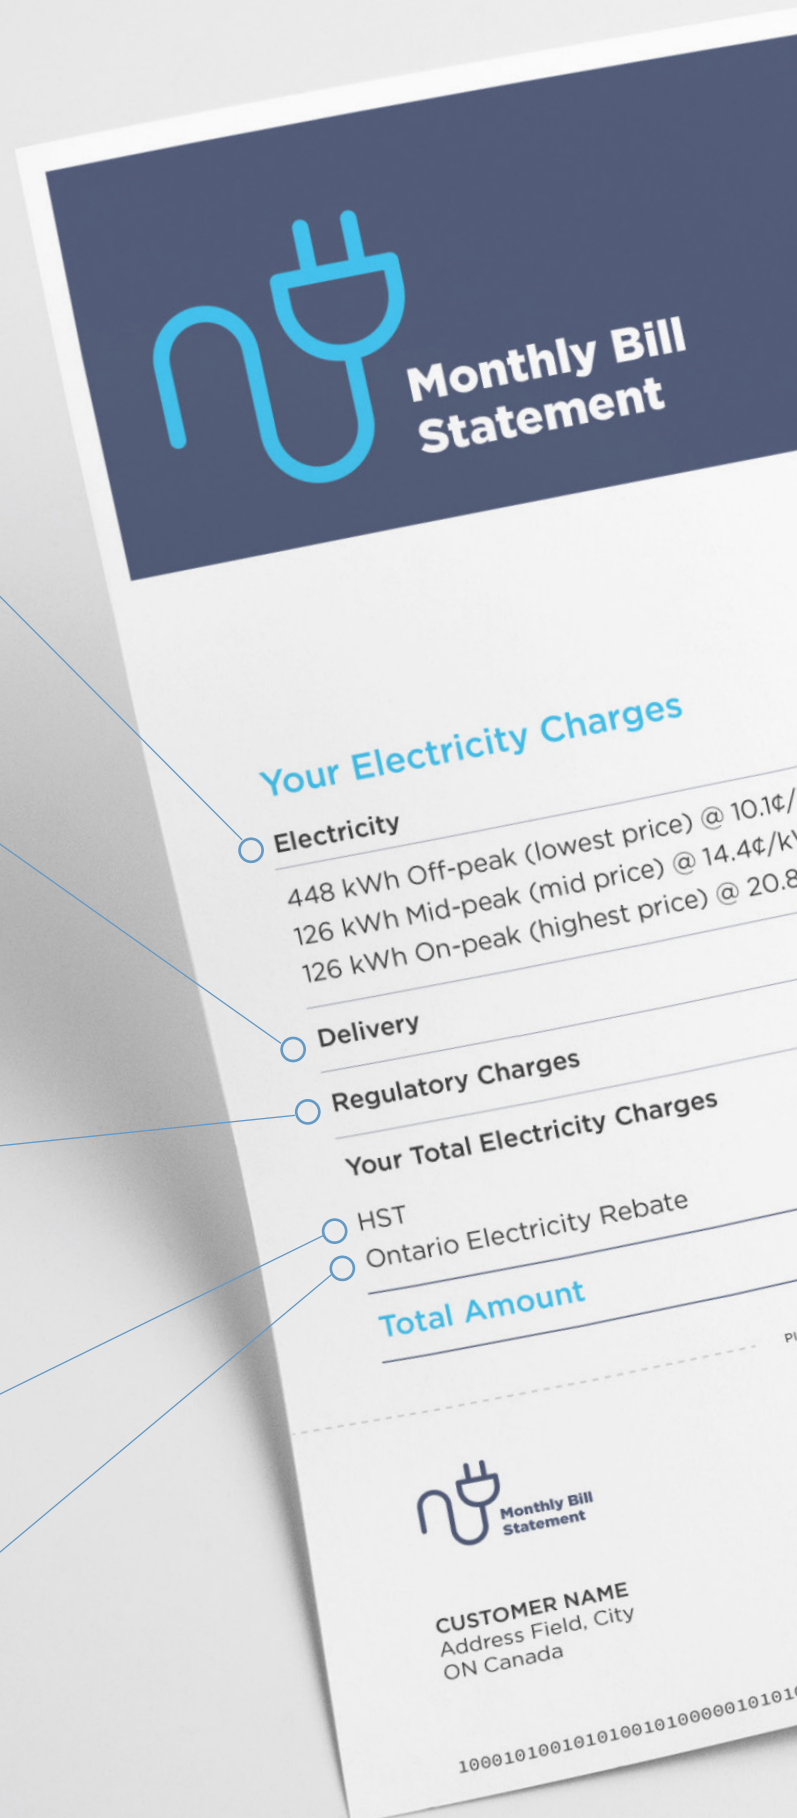 Monthly Bill
Statement
Your Electricity Charges
Electricity
448 kWh Off-peak (lowest price) @ 10.1¢/
126 kWh Mid-peak (mid price) @ 14.4¢/k
126 kWh On-peak (highest price) @ 20.8
Delivery
Regulatory Charges
Your Total Electricity Charges
HST
Ontario Electricity Rebate
Total Amount
Monthly Bill
Statement
CUSTOMER NAME
Address Field, City
ON Canada